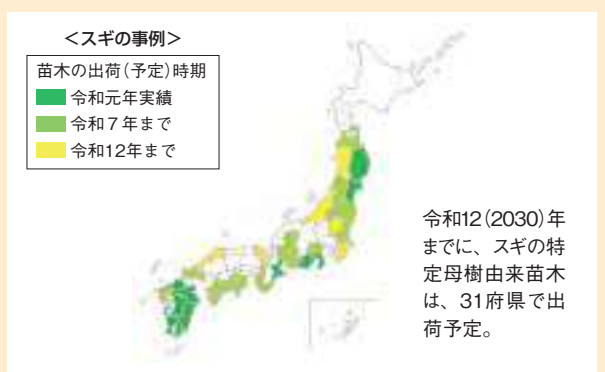 ＜スギの事例＞
苗木の出荷（予定）時期
令和元年実績
令和７年まで
令和12年まで
令和12（2030）年
までに、スギの特
定母樹由来苗木
は、31府県で出
荷予定。